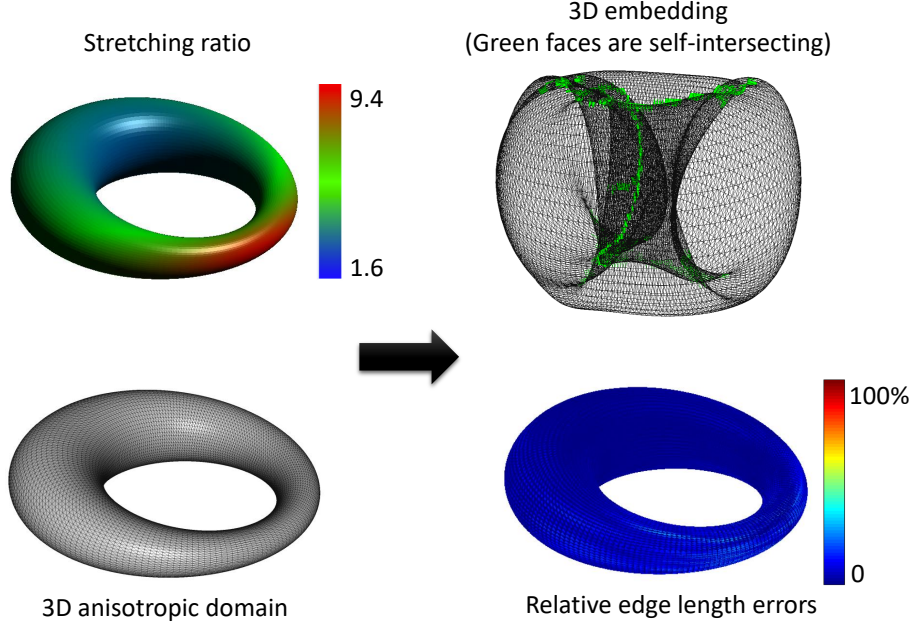 Stretching ratio
9.4
1.6
3D embedding
(Green faces are self-intersecting)
3D anisotropic domain
100%
0
Relative edge length errors